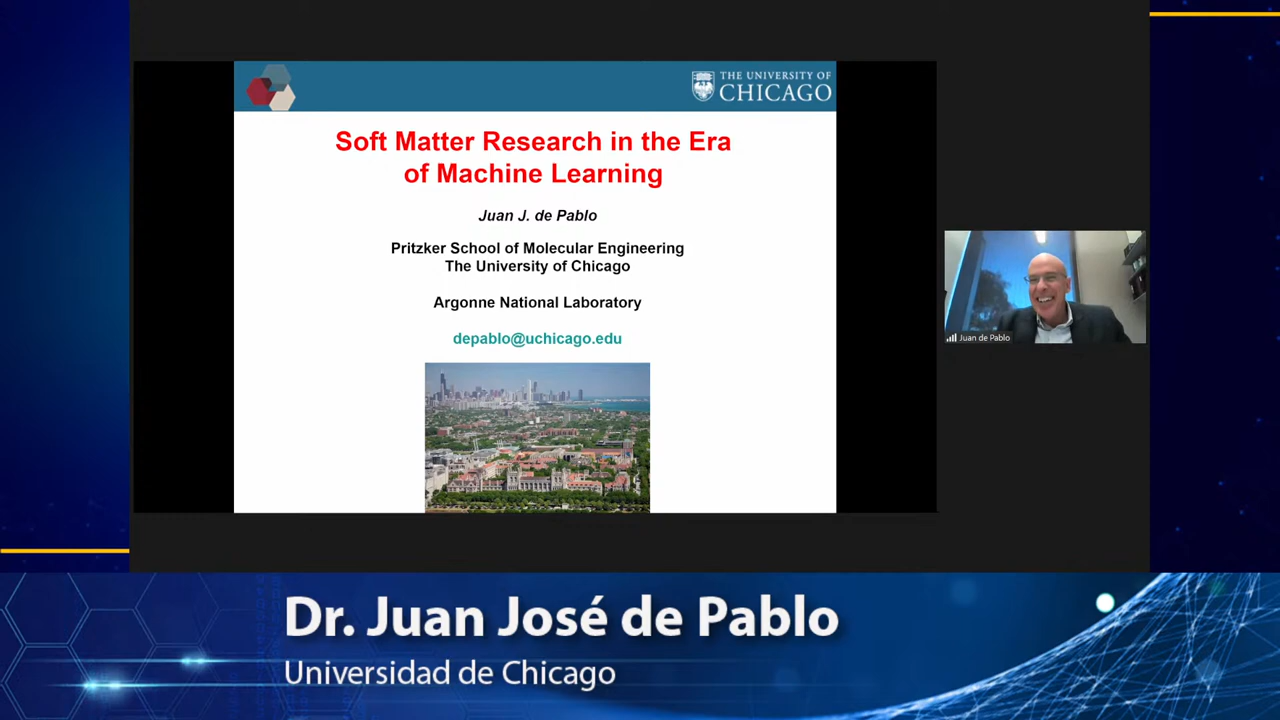 THE UNIVERSITY OF
CHICAGO
Soft Matter Research in the Era
of Machine Learning
Juan J. de Pablo
Pritzker School of Molecular Engineering
The University of Chicago
Argonne National Laboratory
depablo@uchicago.edu
Juan de Pablo
Dr. Juan José de Pablo
Universidad de Chicago